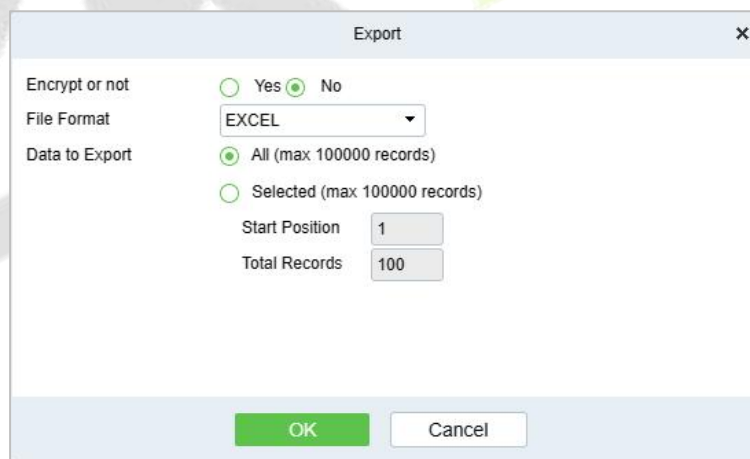 Export
Encrypt or not Yes No
File Format EXCEL
Data to Export All (max 100000 records)
Selected (max 100000 records)
Start Position 1
Total Records 100
OK Cancel